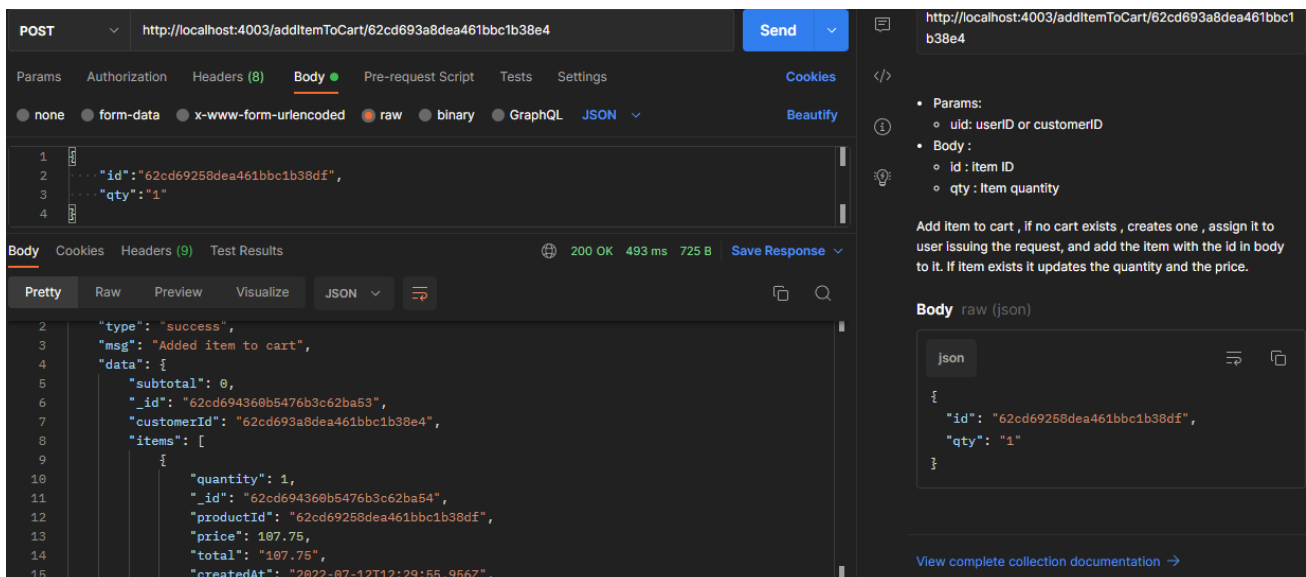 POST http://localhost:4003/addItemToCart/62cd693a8dea461bbc1b38e4 Send
Params Authorization Headers (8) Body Pre-request Script Tests Settings Cookies
none form-data x-www-form-urlencoded raw binary GraphQL JSON Beautify
1 {
2 "id":"62cd69258dea461bbc1b38df",
3 "qty":"1"
4 }
Body Cookies Headers (9) Test Results 200 OK 493 ms 725 B Save Response
Pretty Raw Preview Visualize JSON
2 "type": "success",
3 "msg": "Added item to cart",
4 "data": {
5 "subtotal": 0,
6 "_id": "62cd694360b5476b3c62ba53",
7 "customerId": "62cd693a8dea461bbc1b38e4",
8 "items": [
9 {
10 "quantity": 1,
11 "_id": "62cd694360b5476b3c62ba54",
12 "productId": "62cd69258dea461bbc1b38df",
13 "price": 107.75,
14 "total": "107.75",
15 "createdAt": "2022-07-12T12:29:55.956Z",
http://localhost:4003/addItemToCart/62cd693a8dea461bbc1
b38e4
</>
• Params:
○ uid: userID or customerID
• Body :
○ id : item ID
○ qty : Item quantity
Add item to cart , if no cart exists , creates one , assign it to
user issuing the request, and add the item with the id in body
to it. If item exists it updates the quantity and the price.
Body raw (json)
json
{
"id": "62cd69258dea461bbc1b38df",
"qty": "1"
}
View complete collection documentation →